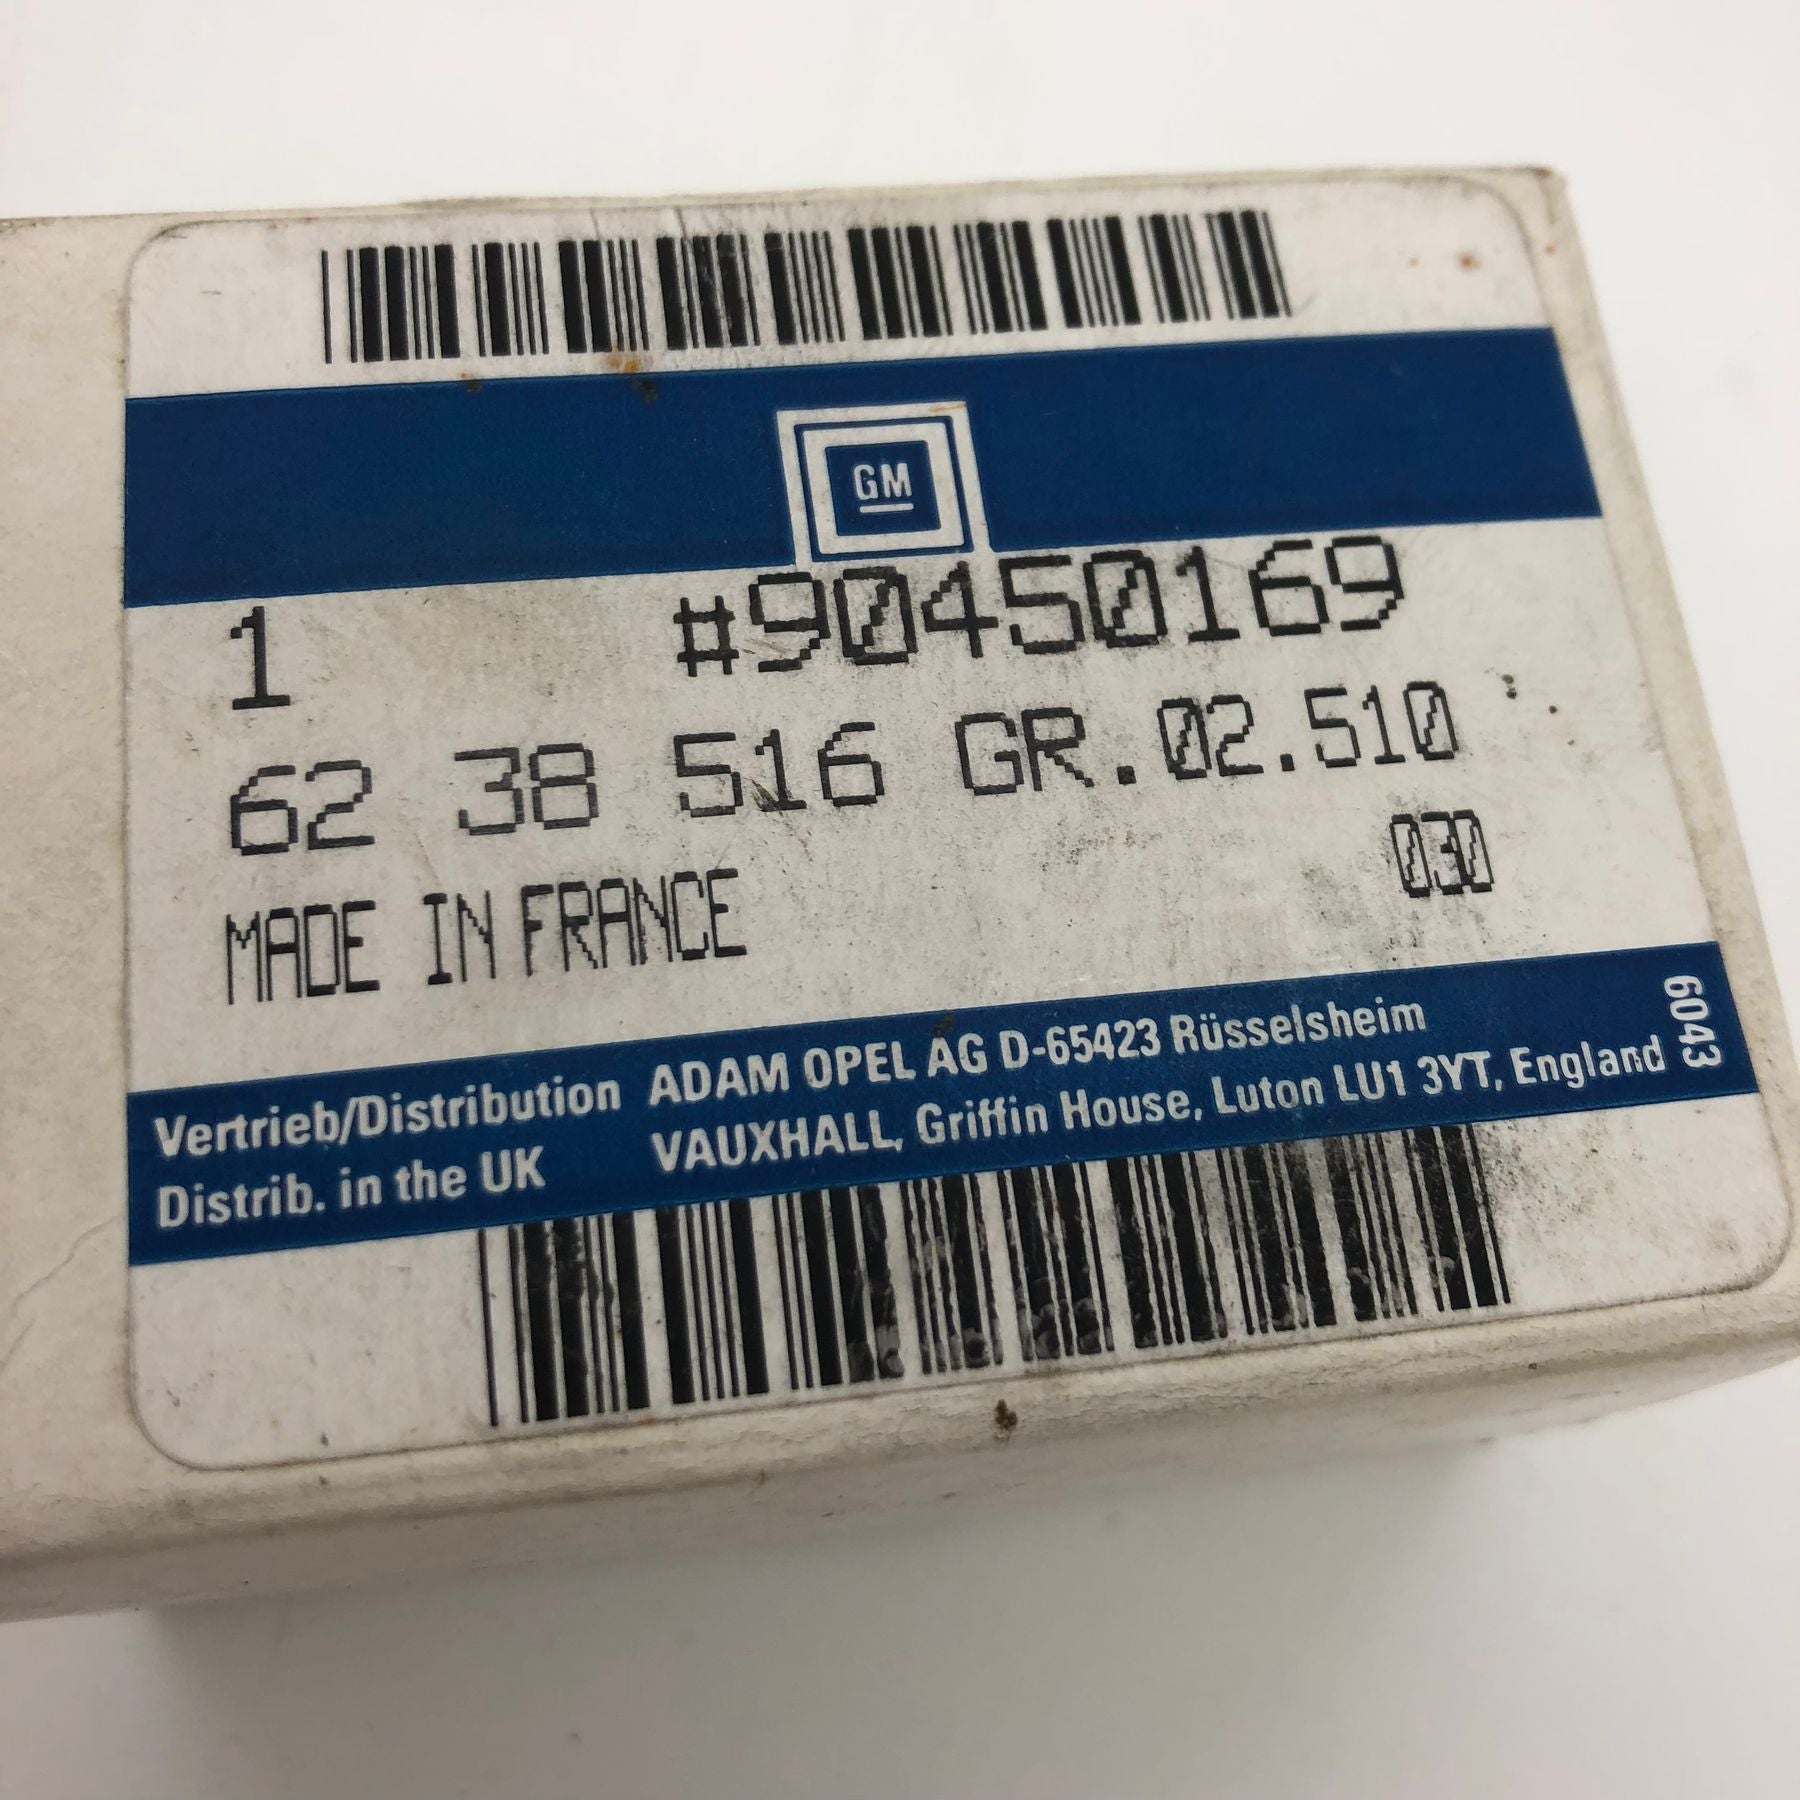 GM
1 #90450169
62 38 516 GR.02.510
030
MADE IN FRANCE
Vertrieb/Distribution ADAM OPEL AG D-65423 Rüsselsheim
Distrib. in the UK VAUXHALL, Griffin House, Luton LU1 3YT, England
6043